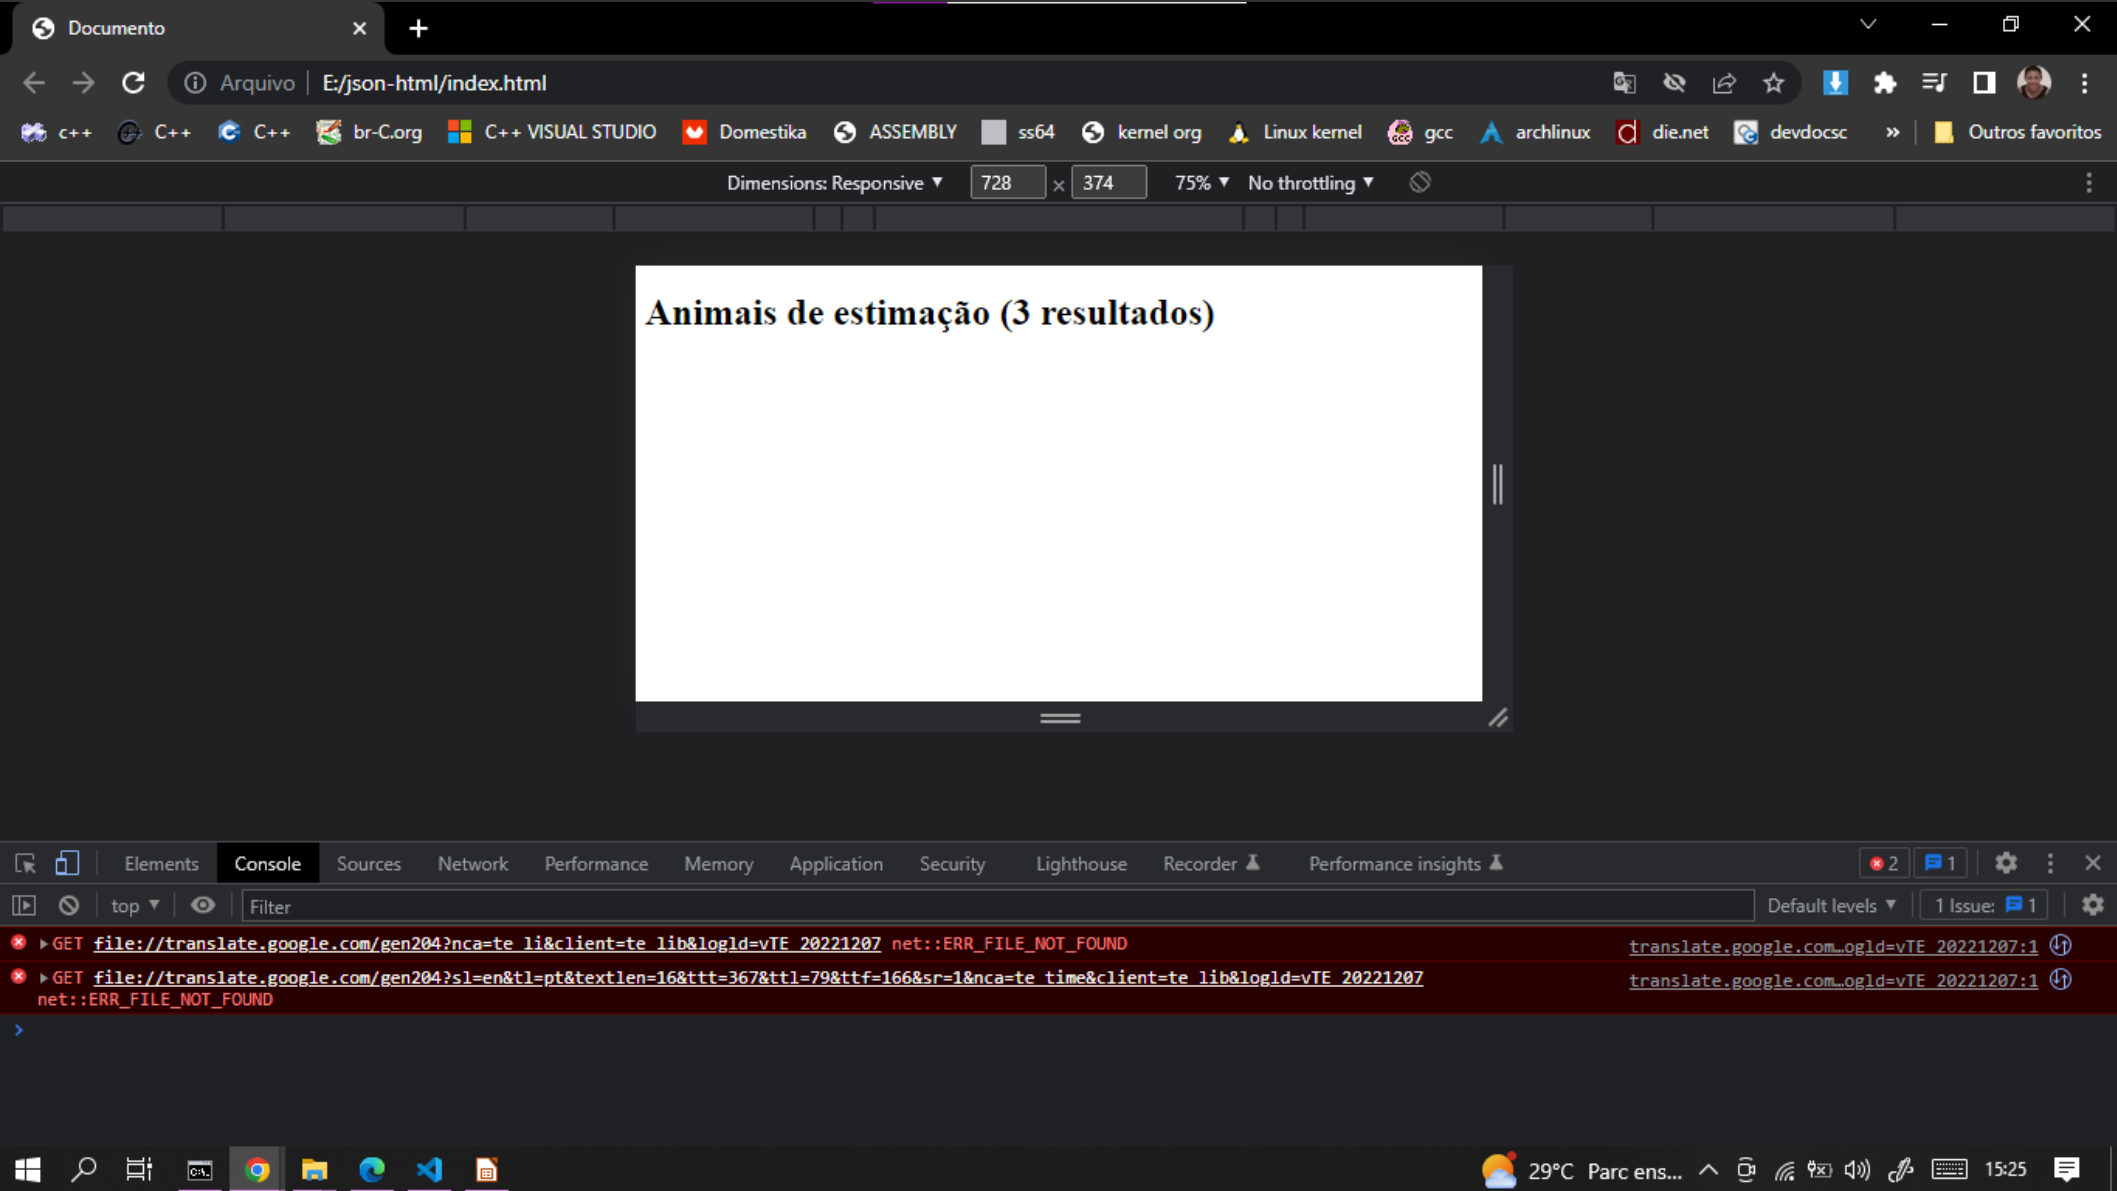 Documento
Arquivo E:/json-html/index.html
c++ C++ C++ br-C.org C++ VISUAL STUDIO Domestika ASSEMBLY ss64 kernel org Linux kernel gcc archlinux die.net devdocsc » Outros favoritos
Dimensions: Responsive ▼ 728 × 374 75% ▼ No throttling ▼
Animais de estimação (3 resultados)
Elements Console Sources Network Performance Memory Application Security Lighthouse Recorder Performance insights 2 1
top ▼ Filter Default levels ▼ 1 Issue: 1
GET file://translate.google.com/gen204?nca=te_li&client=te_lib&logld=vTE_20221207 net::ERR_FILE_NOT_FOUND translate.google.com…ogld=vTE_20221207:1
GET file://translate.google.com/gen204?sl=en&tl=pt&textlen=16&ttt=367&ttl=79&ttf=166&sr=1&nca=te_time&client=te_lib&logld=vTE_20221207 translate.google.com…ogld=vTE_20221207:1
net::ERR_FILE_NOT_FOUND
29°C Parc ens... 15:25